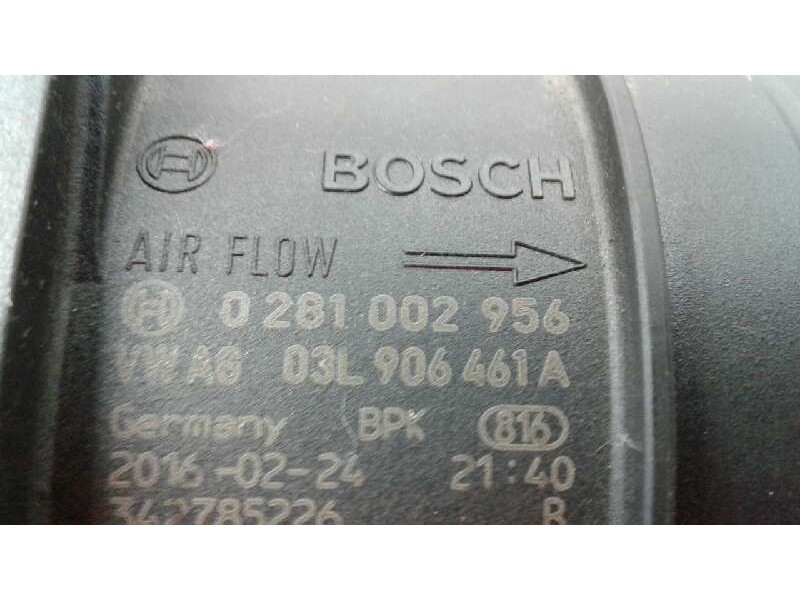 BOSCH
AIR FLOW
0 281 002 956
VW AG 03L 906 461 A
Germany BPK 816
2016-02-24 21:40
342785226 B